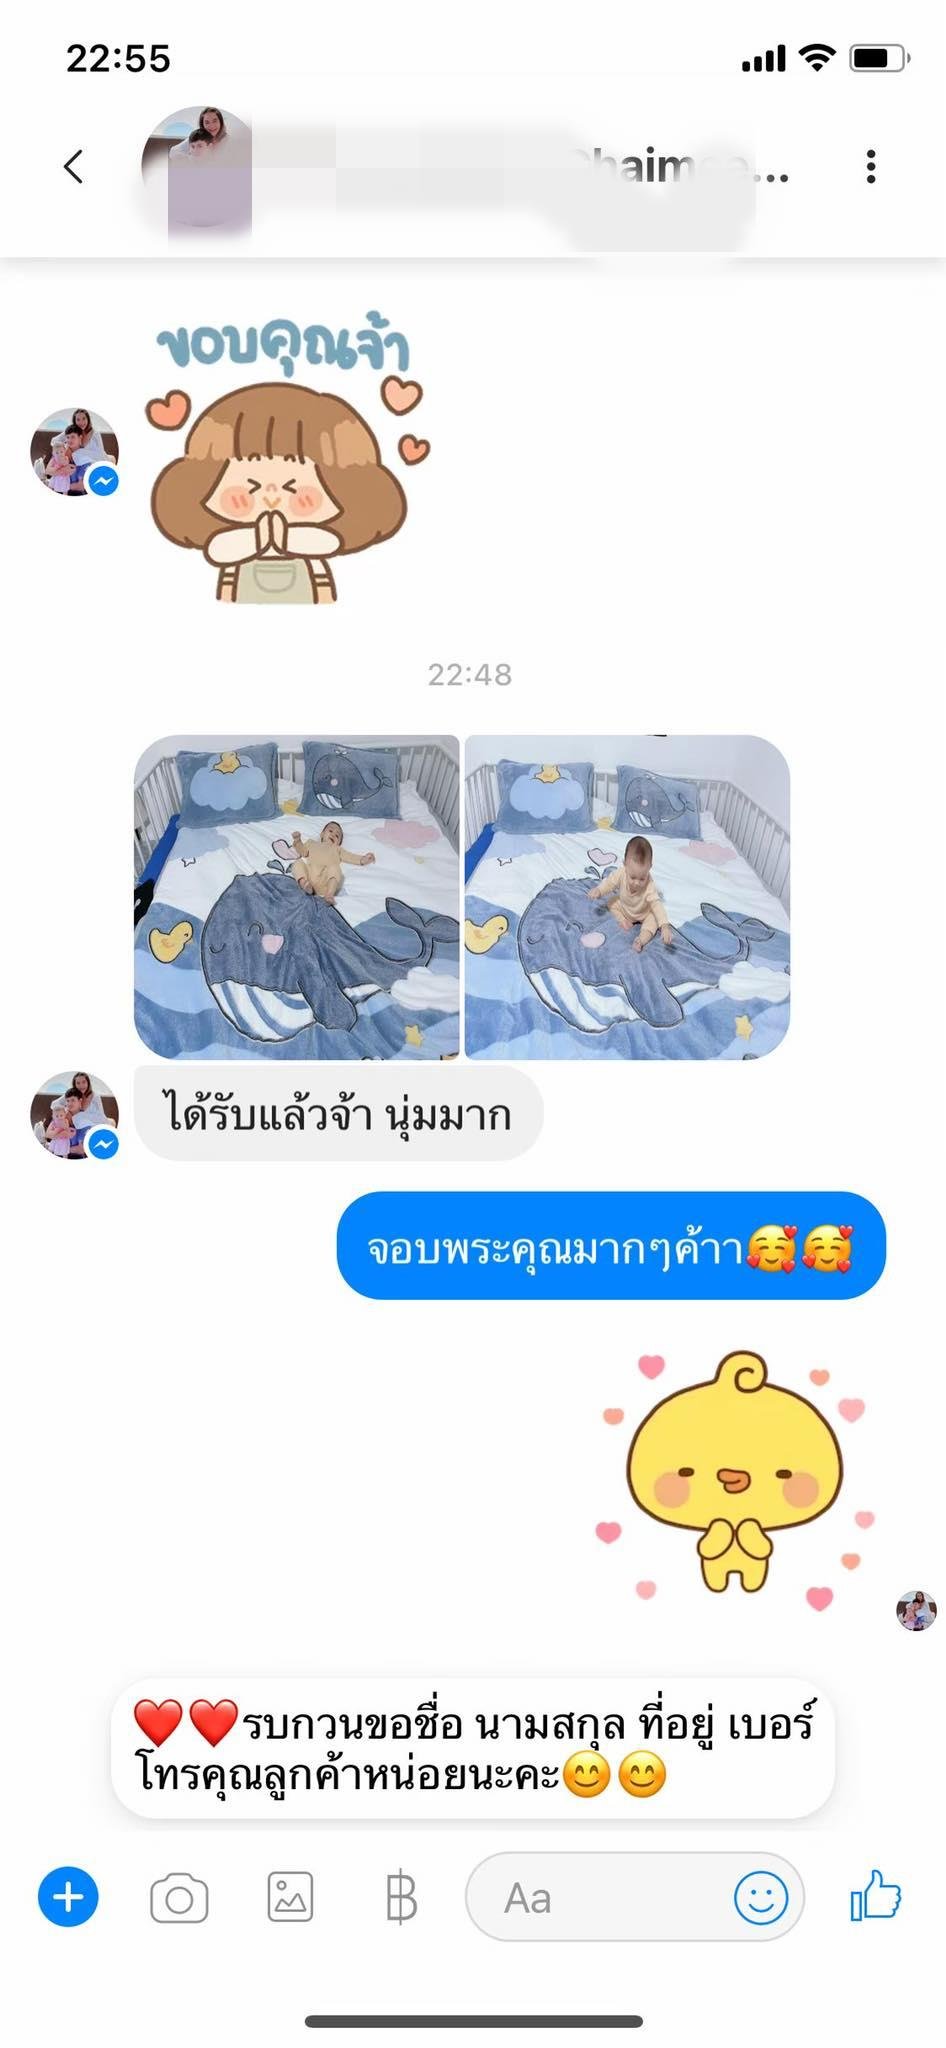 22:55
ขอบคุณจ้า
22:48
ได้รับแล้วจ้า นุ่มมาก
จอบพระคุณมากๆค้าา🥰🥰
❤️❤️รบกวนขอชื่อ นามสกุล ที่อยู่ เบอร์
โทรคุณลูกค้าหน่อยนะคะ😊😊
Aa